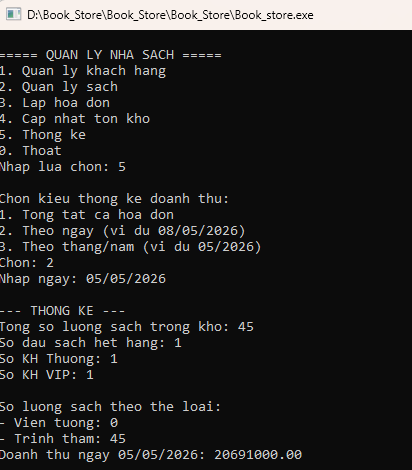 D:\Book_Store\Book_Store\Book_Store\Book_store.exe
===== QUAN LY NHA SACH =====
1. Quan ly khach hang
2. Quan ly sach
3. Lap hoa don
4. Cap nhat ton kho
5. Thong ke
0. Thoat
Nhap lua chon: 5
Chon kieu thong ke doanh thu:
1. Tong tat ca hoa don
2. Theo ngay (vi du 08/05/2026)
3. Theo thang/nam (vi du 05/2026)
Chon: 2
Nhap ngay: 05/05/2026
--- THONG KE ---
Tong so luong sach trong kho: 45
So dau sach het hang: 1
So KH Thuong: 1
So KH VIP: 1
So luong sach theo the loai:
- Vien tuong: 0
- Trinh tham: 45
Doanh thu ngay 05/05/2026: 20691000.00